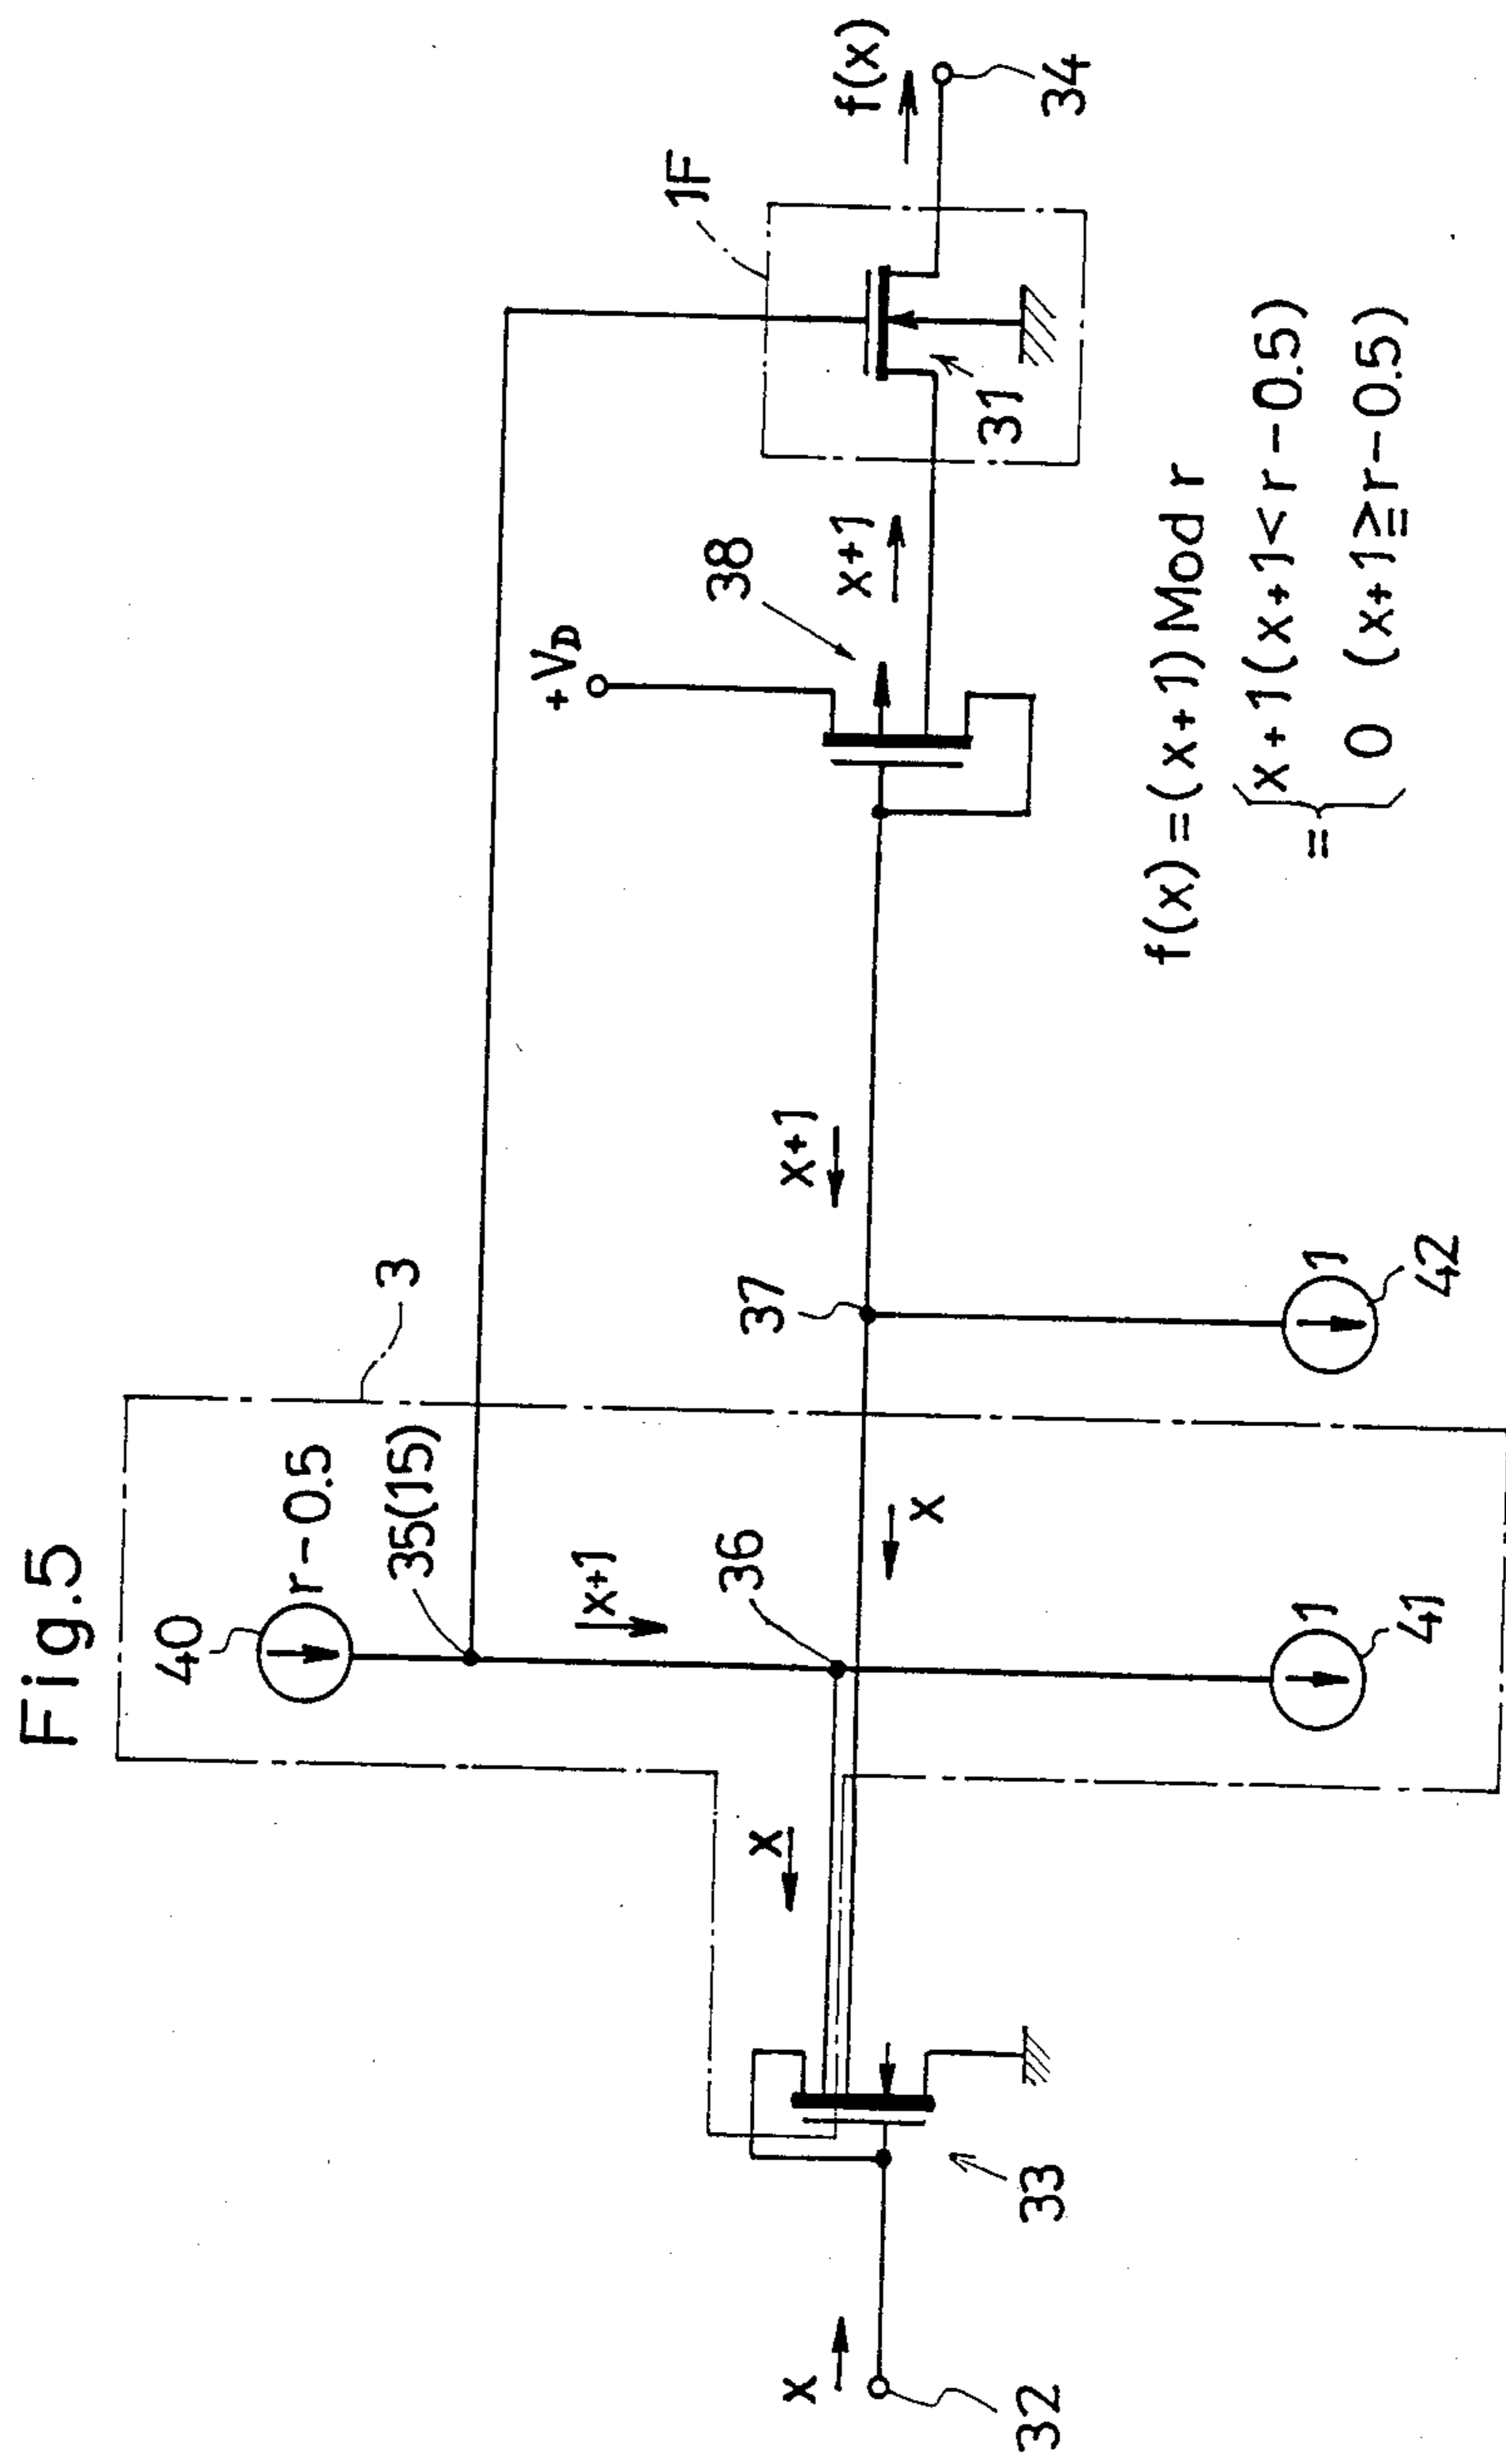 Fig.5
3
40
r-0.5
35(15)
x+1
+VD
38
1F
f(x)
34
x
36
x
37
x+1
x+1
31
x
32
33
1
41
1
42
f(x)=(x+1)Mod r
={x+1(x+1<r-0.5)
0 (x+1≧r-0.5)